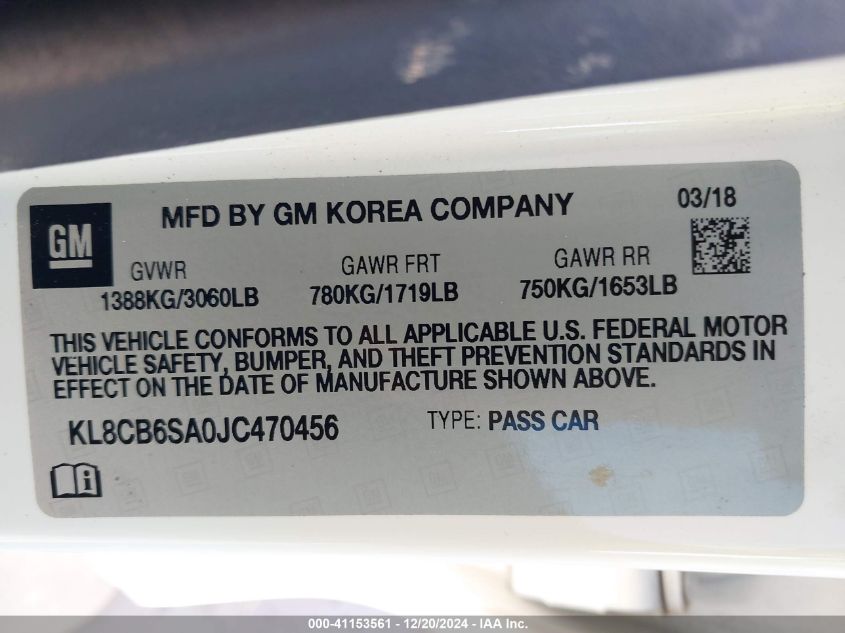 GM
MFD BY GM KOREA COMPANY
03/18
GVWR
GAWR FRT
GAWR RR
1388KG/3060LB
780KG/1719LB
750KG/1653LB
THIS VEHICLE CONFORMS TO ALL APPLICABLE U.S. FEDERAL MOTOR
VEHICLE SAFETY, BUMPER, AND THEFT PREVENTION STANDARDS IN
EFFECT ON THE DATE OF MANUFACTURE SHOWN ABOVE.
KL8CB6SA0JC470456
TYPE: PASS CAR
000-41153561 - 12/20/2024 - IAA Inc.